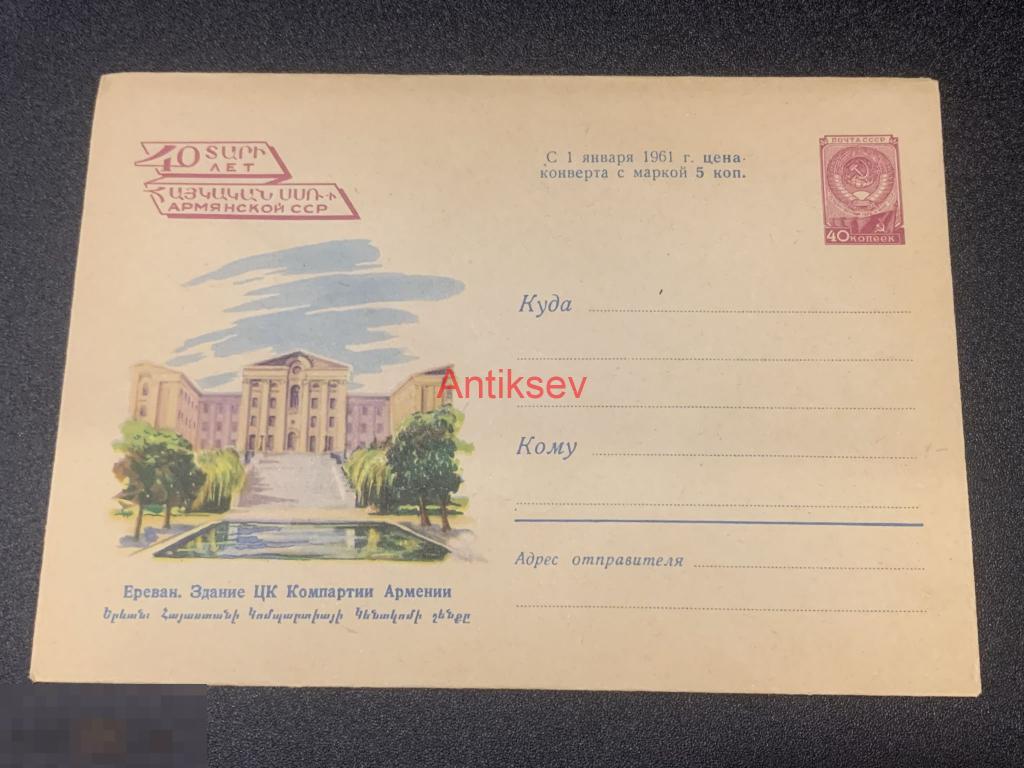 40 ՏԱՐԻ
ЛЕТ
ՀԱՅԿԱԿԱՆ ՍՍՌ-Ի
АРМЯНСКОЙ ССР
С 1 января 1961 г. цена
конверта с маркой 5 коп.
ПОЧТА СССР
40 КОПЕЕК
Куда
Antiksev
Кому
Адрес отправителя
Ереван. Здание ЦК Компартии Армении
Երևան։ Հայաստանի Կոմպարտիայի Կենտկոմի շենքը